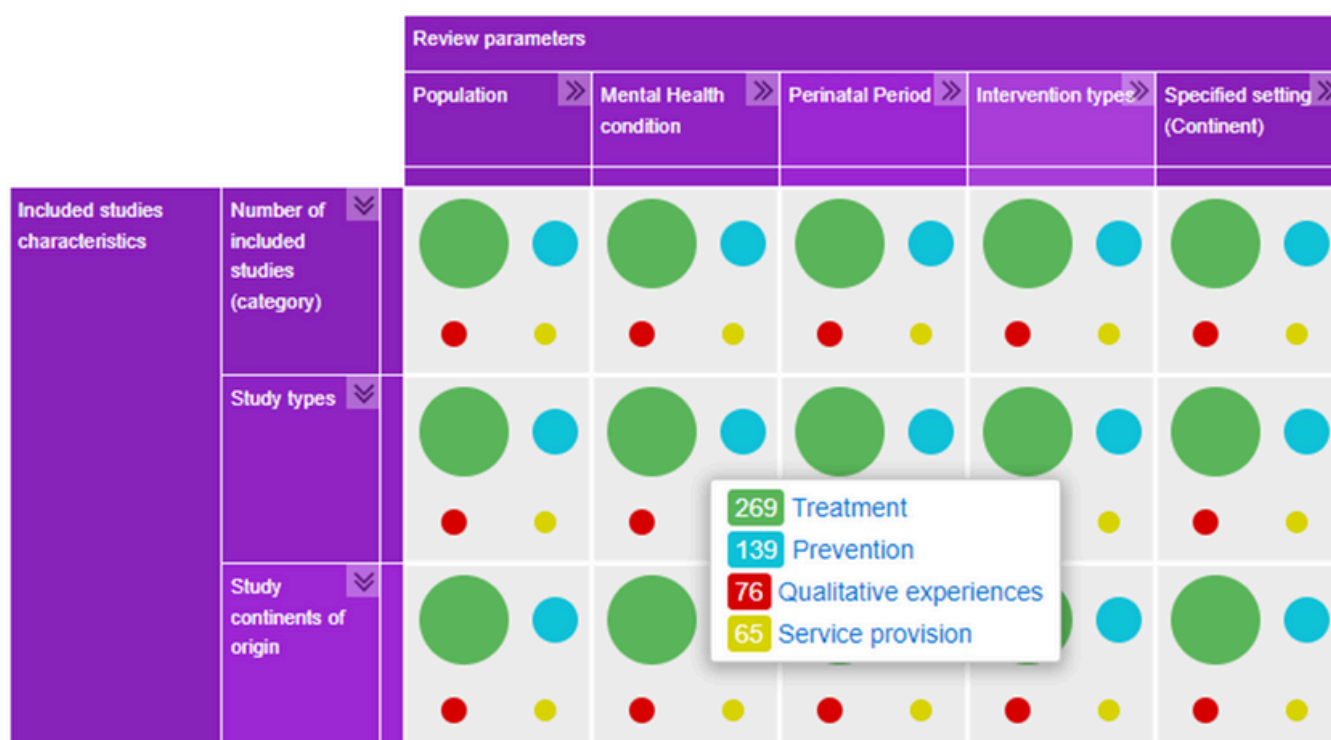 Review parameters
Population
Mental Health
condition
Perinatal Period
Intervention types
Specified setting
(Continent)
Included studies
characteristics
Number of
included
studies
(category)
Study types
Study
continents of
origin
269 Treatment
139 Prevention
76 Qualitative experiences
65 Service provision